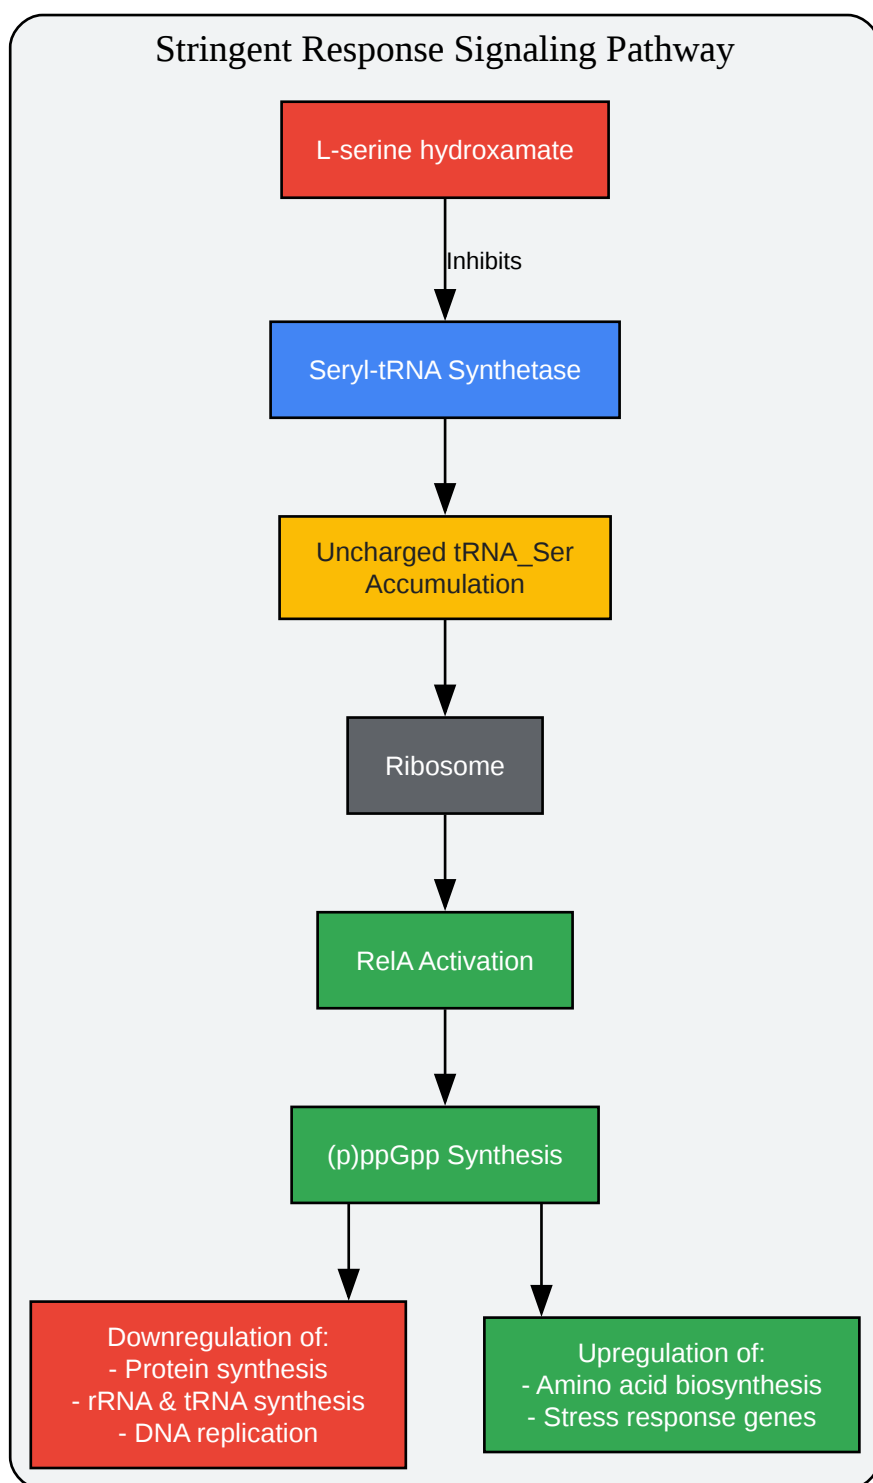 Stringent Response Signaling Pathway
L-serine hydroxamate
Inhibits
Seryl-tRNA Synthetase
Uncharged tRNA_Ser
Accumulation
Ribosome
RelA Activation
(p)ppGpp Synthesis
Downregulation of:
- Protein synthesis
- rRNA & tRNA synthesis
- DNA replication
Upregulation of:
- Amino acid biosynthesis
- Stress response genes